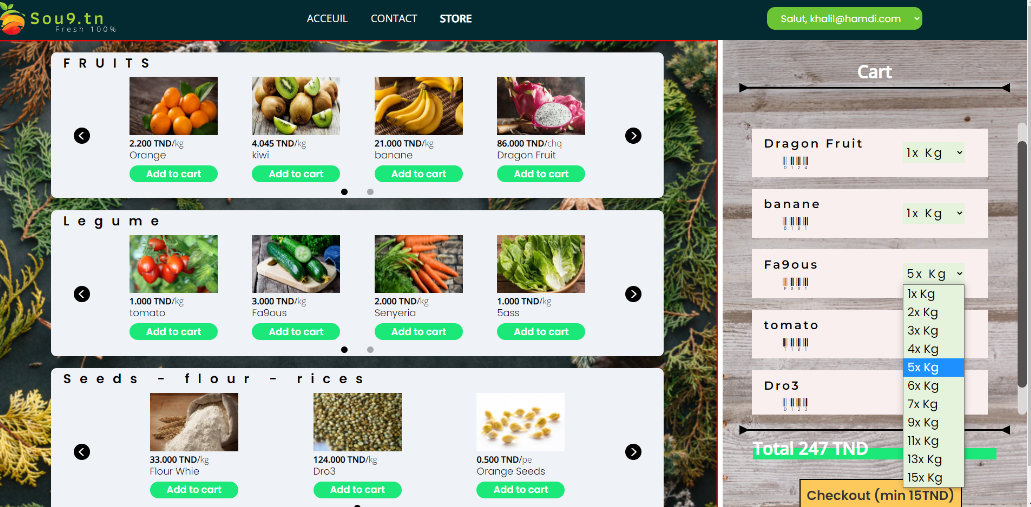 Sou9.tn
Fresh 100%
ACCEUIL
CONTACT
STORE
Salut, khalil@hamdi.com
FRUITS
2.200 TND/kg
Orange
Add to cart
4.045 TND/kg
kiwi
Add to cart
21.000 TND/kg
banane
Add to cart
86.000 TND/chq
Dragon Fruit
Add to cart
Legume
1.000 TND/kg
tomato
Add to cart
3.000 TND/kg
Fa9ous
Add to cart
2.000 TND/kg
Senyeria
Add to cart
1.000 TND/kg
5ass
Add to cart
Seeds - flour - rices
33.000 TND/kg
Flour Whie
Add to cart
124.000 TND/kg
Dro3
Add to cart
0.500 TND/pe
Orange Seeds
Add to cart
Cart
Dragon Fruit
1x Kg
banane
1x Kg
Fa9ous
5x Kg
1x Kg
2x Kg
3x Kg
4x Kg
5x Kg
6x Kg
7x Kg
9x Kg
11x Kg
13x Kg
15x Kg
tomato
Dro3
Total 247 TND
Checkout (min 15TND)